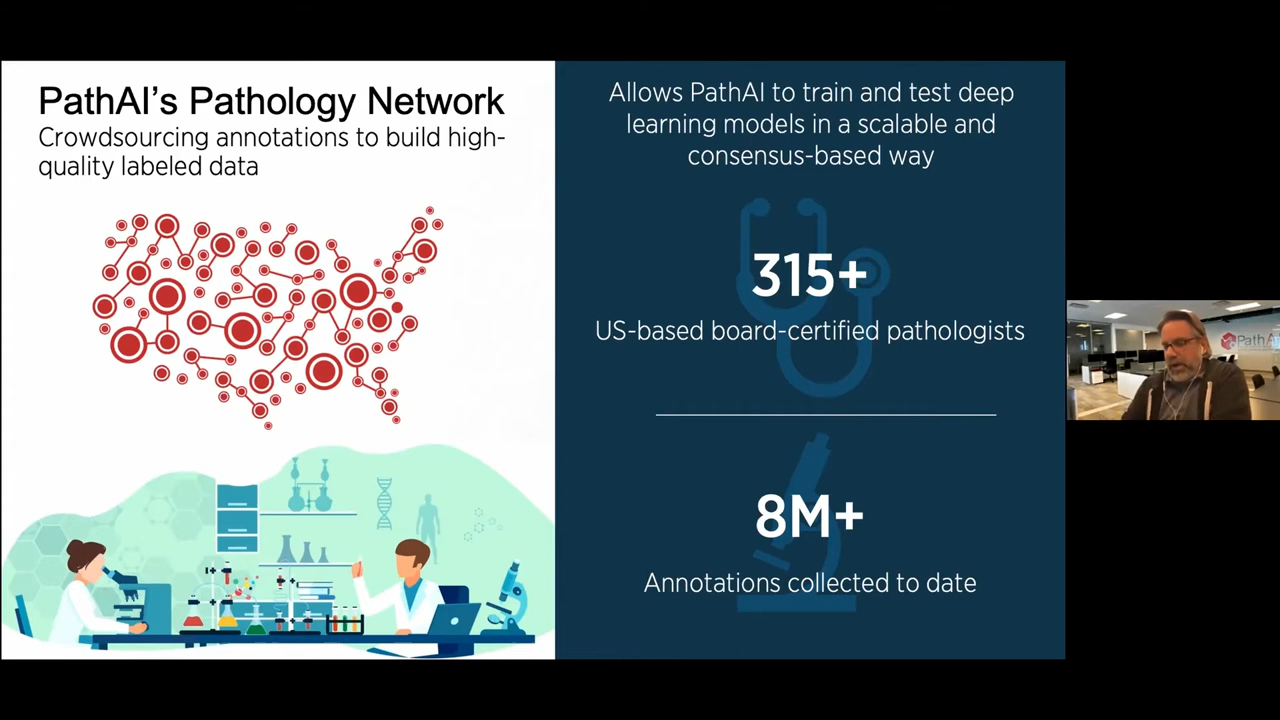 PathAI's Pathology Network
Crowdsourcing annotations to build high-
quality labeled data
Allows PathAI to train and test deep
learning models in a scalable and
consensus-based way
315+
US-based board-certified pathologists
8M+
Annotations collected to date
PathAI